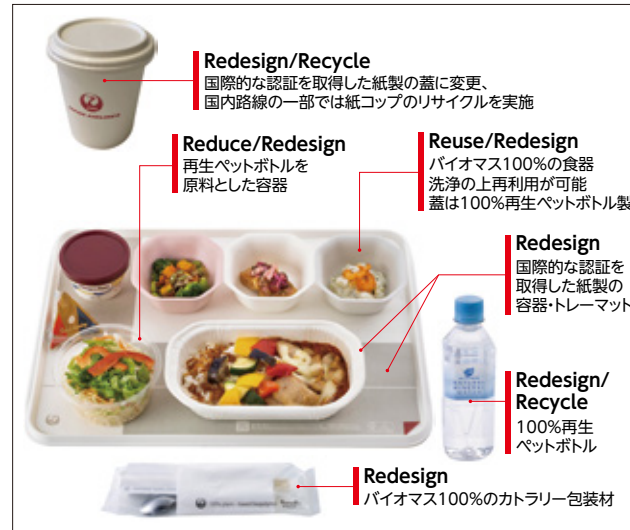 Redesign/Recycle
国際的な認証を取得した紙製の蓋に変更、
国内路線の一部では紙コップのリサイクルを実施
JAPAN AIRLINES
Reduce/Redesign
再生ペットボトルを
原料とした容器
Reuse/Redesign
バイオマス100%の食器
洗浄の上再利用が可能
蓋は100%再生ペットボトル製
Redesign
国際的な認証を
取得した紙製の
容器・トレーマット
Redesign/
Recycle
100%再生
ペットボトル
Redesign
バイオマス100%のカトラリー包装材